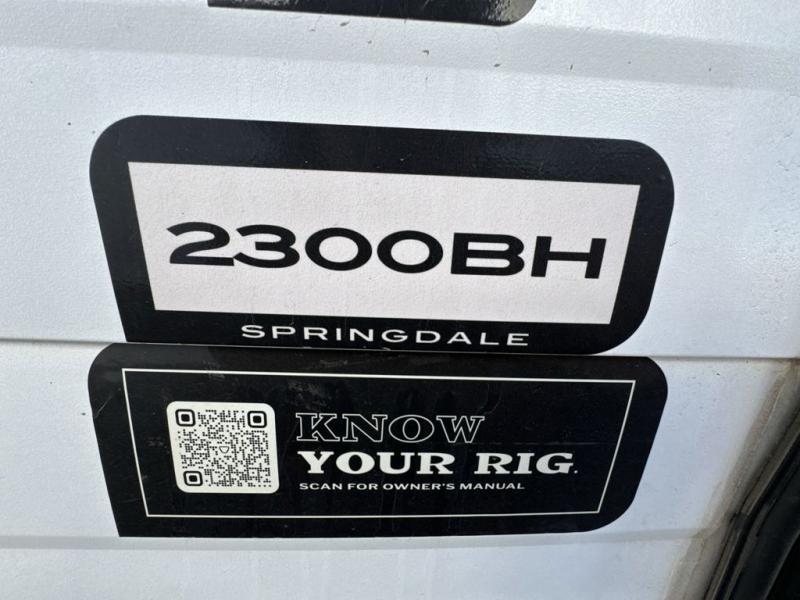 2300BH
SPRINGDALE
KNOW
YOUR RIG.
SCAN FOR OWNER'S MANUAL